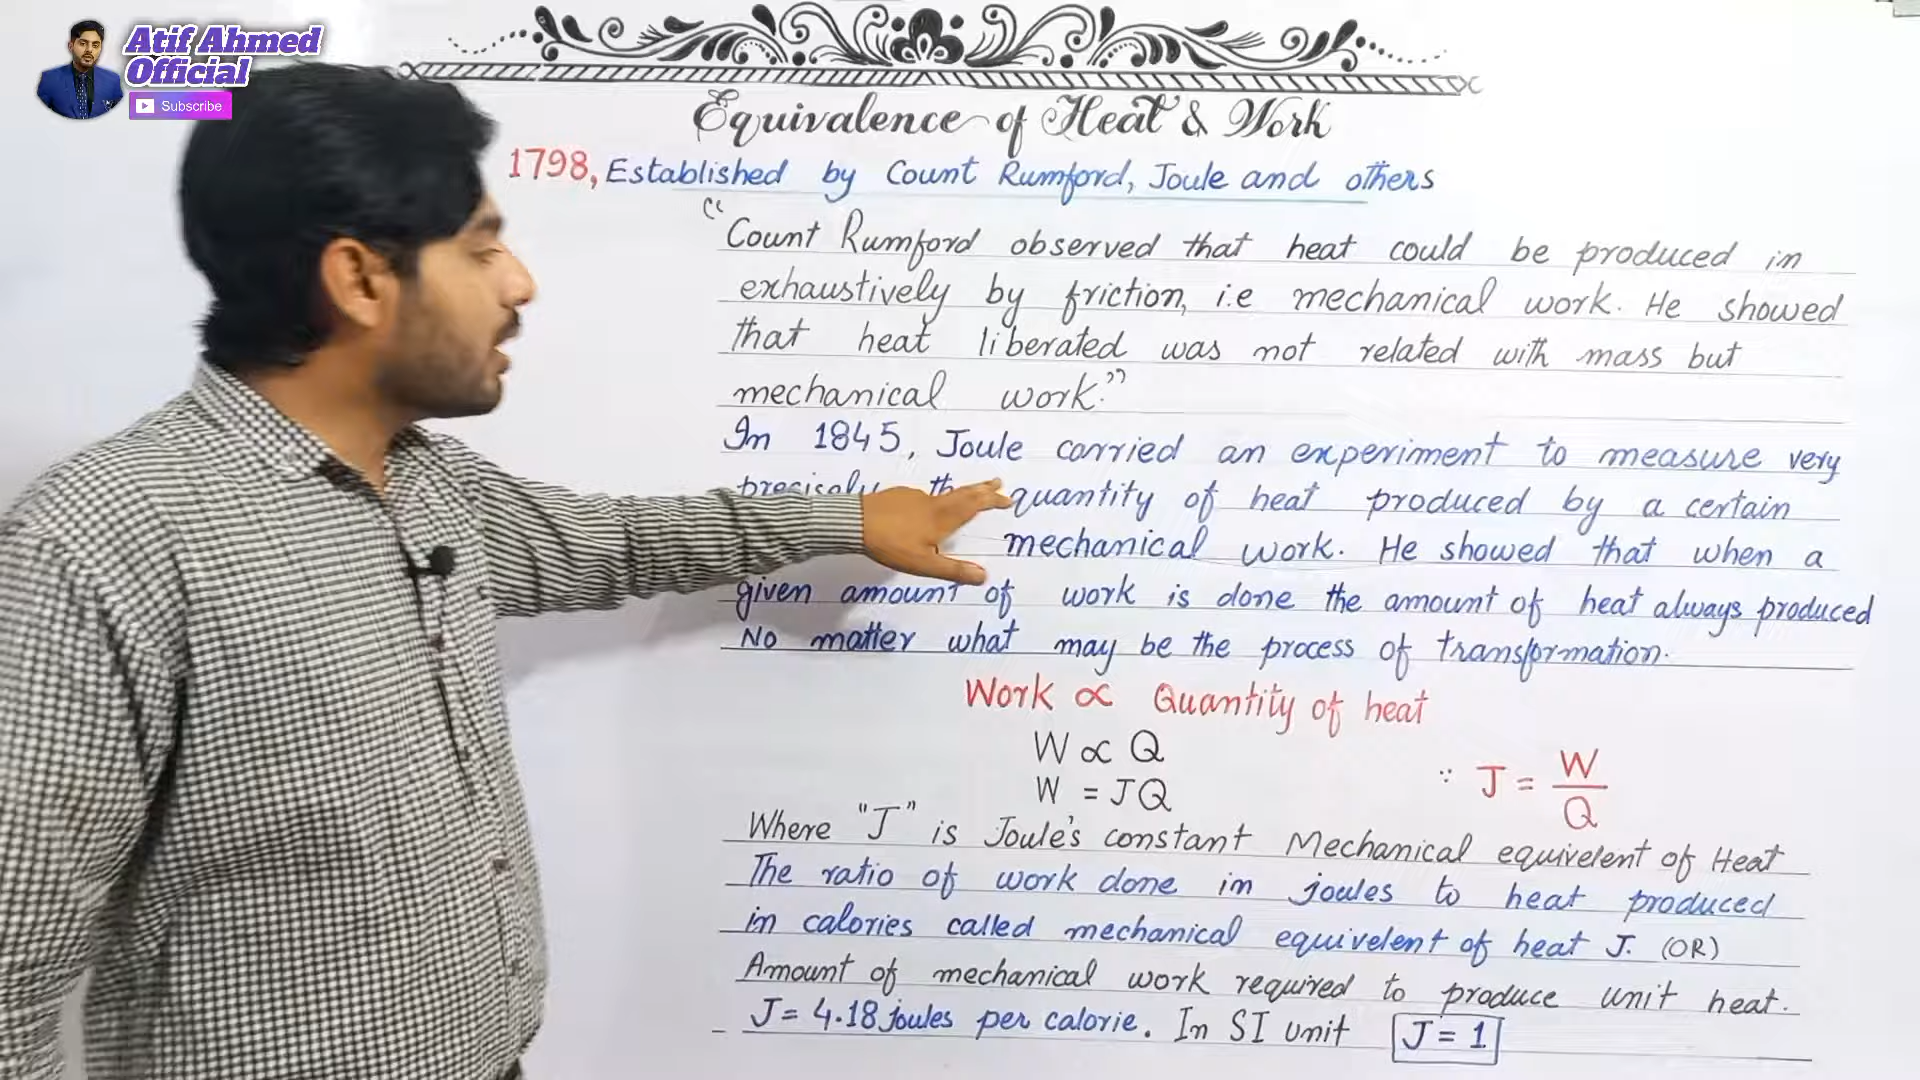 Atif Ahmed
Official
Subscribe
Equivalence of Heat & Work
1798, Established by Count Rumford, Joule and others
“Count Rumford observed that heat could be produced in
exhaustively by friction, i.e mechanical work. He showed
that heat liberated was not related with mass but
mechanical work.”
In 1845, Joule carried an experiment to measure very
quantity of heat produced by a certain
mechanical work. He showed that when a
given amount of work is done the amount of heat always produced
No matter what may be the process of transformation.
Work ∝ Quantity of heat
W ∝ Q
W = JQ
∵ J = W/Q
Where "J" is Joule's constant Mechanical equivelent of Heat
The ratio of work done in joules to heat produced
in calories called mechanical equivelent of heat J. (OR)
Amount of mechanical work required to produce unit heat.
J = 4.18 joules per calorie. In SI unit J = 1